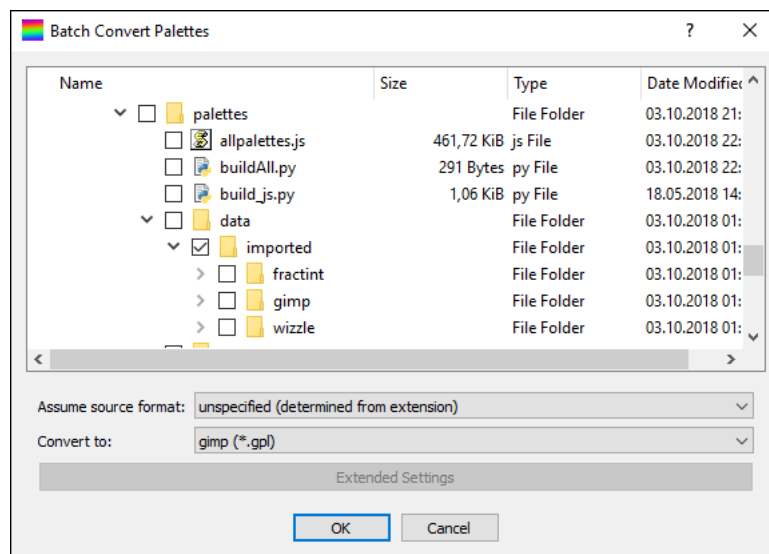 Batch Convert Palettes ?
Name Size Type Date Modified
palettes File Folder 03.10.2018 21:
allpalettes.js 461,72 KiB js File 03.10.2018 22:
buildAll.py 291 Bytes py File 03.10.2018 22:
build_js.py 1,06 KiB py File 18.05.2018 14:
data File Folder 03.10.2018 01:
imported File Folder 03.10.2018 01:
fractint File Folder 03.10.2018 01:
gimp File Folder 03.10.2018 01:
wizzle File Folder 03.10.2018 01:
Assume source format: unspecified (determined from extension)
Convert to: gimp (*.gpl)
Extended Settings
OK Cancel